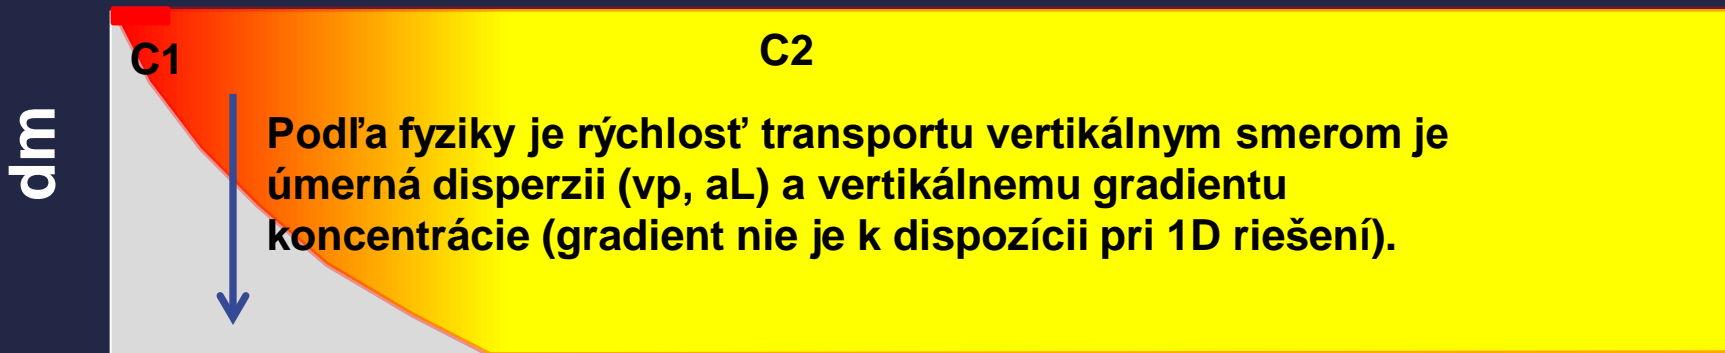 C1
C2
dm
Podľa fyziky je rýchlosť transportu vertikálnym smerom je
úmerná disperzii (vp, aL) a vertikálnemu gradientu
koncentrácie (gradient nie je k dispozícii pri 1D riešení).